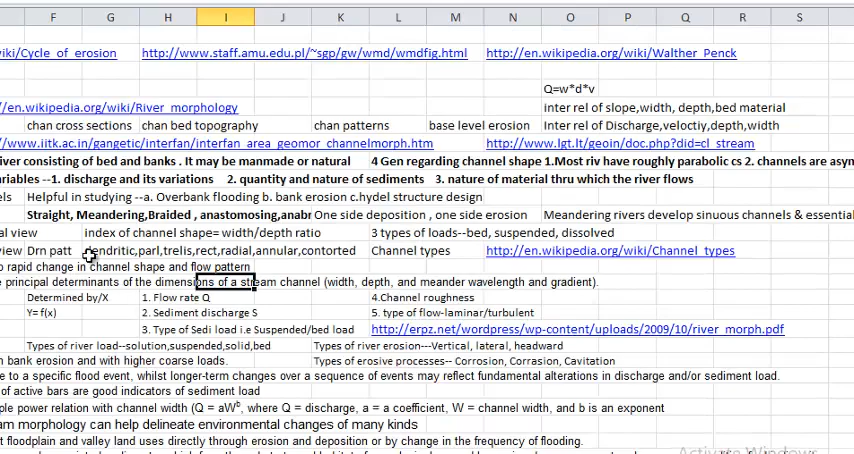 F G H I J K L M N O P Q R S
viki/Cycle_of_erosion http://www.staff.amu.edu.pl/~sgp/gw/wmd/wmdfig.html http://en.wikipedia.org/wiki/Walther_Penck
Q=w*d*v
//en.wikipedia.org/wiki/River_morphology inter rel of slope,width, depth,bed material
chan cross sections chan bed topography chan patterns base level erosion Inter rel of Discharge,veloctiy,depth,width
//www.iitk.ac.in/gangetic/interfan/interfan_area_geomor_channelmorph.htm http://www.lgt.lt/geoin/doc.php?did=cl_stream
iver consisting of bed and banks . It may be manmade or natural 4 Gen regarding channel shape 1.Most riv have roughly parabolic cs 2. channels are asym
riables --1. discharge and its variations 2. quantity and nature of sediments 3. nature of material thru which the river flows
els Helpful in studying --a. Overbank flooding b. bank erosion c.hydel structure design
Straight, Meandering,Braided , anastomosing,anabr One side deposition , one side erosion Meandering rivers develop sinuous channels & essential
al view index of channel shape= width/depth ratio 3 types of loads--bed, suspended, dissolved
view Drn patt dendritic,parl,trelis,rect,radial,annular,contorted Channel types http://en.wikipedia.org/wiki/Channel_types
o rapid change in channel shape and flow pattern
e principal determinants of the dimensions of a stream channel (width, depth, and meander wavelength and gradient).
Determined by/X 1. Flow rate Q 4.Channel roughness
Y= f(x) 2. Sediment discharge S 5. type of flow-laminar/turbulent
3. Type of Sedi load i.e Suspended/bed load http://erpz.net/wordpress/wp-content/uploads/2009/10/river_morph.pdf
Types of river load--solution,suspended,solid,bed Types of river erosion---Vertical, lateral, headward
n bank erosion and with higher coarse loads. Types of erosive processes-- Corrosion, Corrasion, Cavitation
e to a specific flood event, whilst longer-term changes over a sequence of events may reflect fundamental alterations in discharge and/or sediment load.
of active bars are good indicators of sediment load
ple power relation with channel width (Q = aWᵇ, where Q = discharge, a = a coefficient, W = channel width, and b is an exponent
am morphology can help delineate environmental changes of many kinds
t floodplain and valley land uses directly through erosion and deposition or by change in the frequency of flooding.